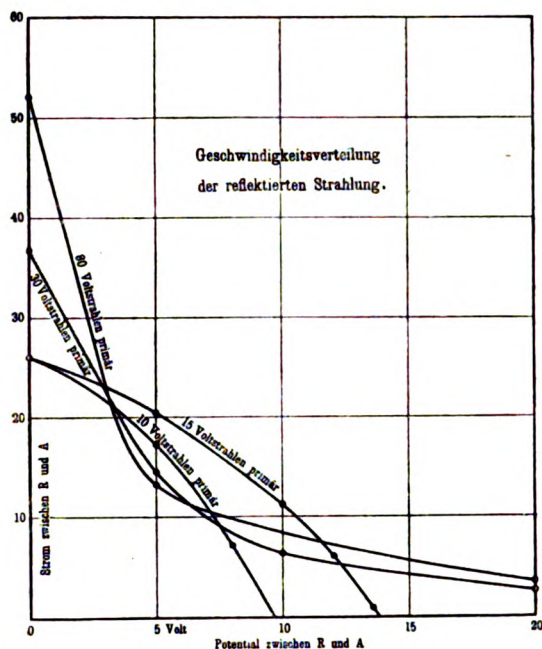 60
50
40
30
20
10
Geschwindigkeitsverteilung
der reflektierten Strahlung.
80 Voltstrahlen primär
30 Voltstrahlen primär
10 Voltstrahlen primär
15 Voltstrahlen primär
Strom zwischen R und A
0
5 Volt
10
15
20
Potential zwischen R und A